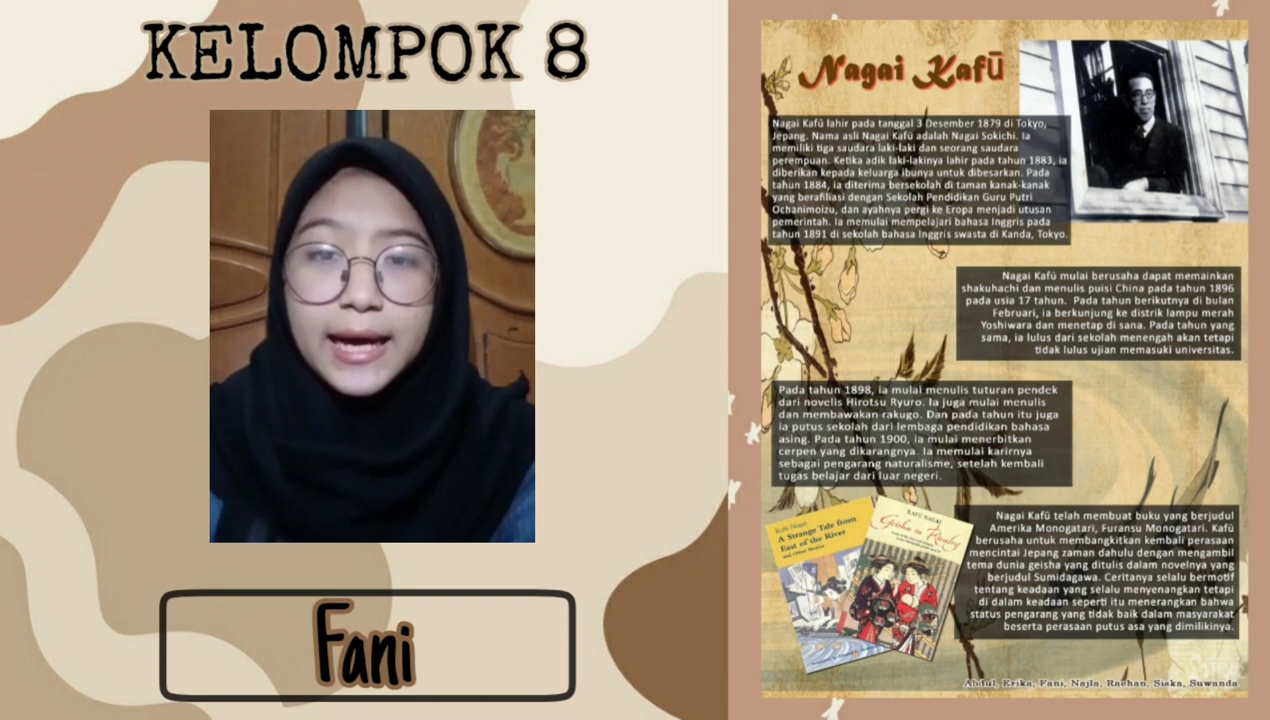 KELOMPOK 8
Fani
Nagai Kafū
Nagai Kafū lahir pada tanggal 3 Desember 1879 di Tokyo,
Jepang. Nama asli Nagai Kafū adalah Nagai Sokichi. Ia
memiliki tiga saudara laki-laki dan seorang saudara
perempuan. Ketika adik laki-lakinya lahir pada tahun 1883, ia
diberikan kepada keluarga ibunya untuk dibesarkan. Pada
tahun 1884, ia diterima bersekolah di taman kanak-kanak
yang berafiliasi dengan Sekolah Pendidikan Guru Putri
Ochanimoizu, dan ayahnya pergi ke Eropa menjadi utusan
pemerintah. Ia memulai mempelajari bahasa Inggris pada
tahun 1891 di sekolah bahasa Inggris swasta di Kanda, Tokyo.
Nagai Kafū mulai berusaha dapat memainkan
shakuhachi dan menulis puisi China pada tahun 1896
pada usia 17 tahun. Pada tahun berikutnya di bulan
Februari, ia berkunjung ke distrik lampu merah
Yoshiwara dan menetap di sana. Pada tahun yang
sama, ia lulus dari sekolah menengah akan tetapi
tidak lulus ujian memasuki universitas.
Pada tahun 1898, ia mulai menulis tuturan pendek
dari novelis Hirotsu Ryuro. Ia juga mulai menulis
dan membawakan rakugo. Dan pada tahun itu juga
ia putus sekolah dari lembaga pendidikan bahasa
asing. Pada tahun 1900, ia mulai menerbitkan
cerpen yang dikarangnya. Ia memulai karirnya
sebagai pengarang naturalisme, setelah kembali
tugas belajar dari luar negeri.
Nagai Kafū telah membuat buku yang berjudul
Amerika Monogatari, Furansu Monogatari. Kafū
berusaha untuk membangkitkan kembali perasaan
mencintai Jepang zaman dahulu dengan mengambil
tema dunia geisha yang ditulis dalam novelnya yang
berjudul Sumidagawa. Ceritanya selalu bermotif
tentang keadaan yang selalu menyenangkan tetapi
di dalam keadaan seperti itu menerangkan bahwa
status pengarang yang tidak baik dalam masyarakat
beserta perasaan putus asa yang dimilikinya.
Kafu Nagai
A Strange Tale from
East of the River
and Other Stories
KAFŪ NAGAI
Geisha in Rivalry
Abdul, Erika, Fani, Najla, Raehan, Siska, Suwanda